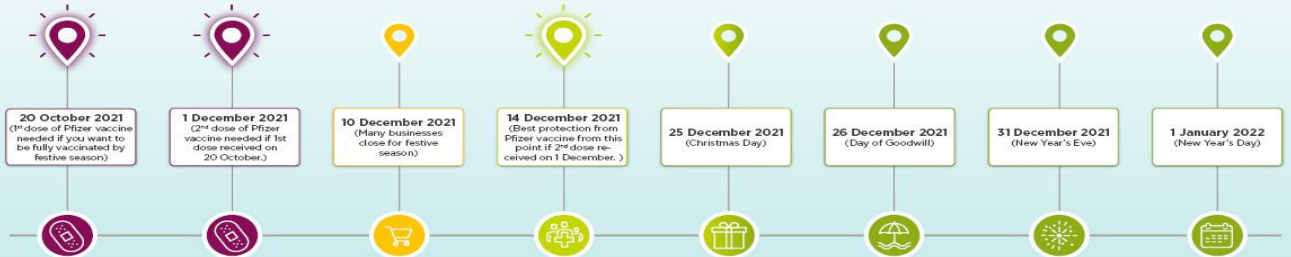 20 October 2021
(1st dose of Pfizer vaccine
needed if you want to
be fully vaccinated by
festive season)
1 December 2021
(2nd dose of Pfizer
vaccine needed if 1st
dose received on
20 October.)
10 December 2021
(Many businesses
close for festive
season)
14 December 2021
(Best protection from
Pfizer vaccine from this
point if 2nd dose re-
ceived on 1 December. )
25 December 2021
(Christmas Day)
26 December 2021
(Day of Goodwill)
31 December 2021
(New Year's Eve)
1 January 2022
(New Year's Day)